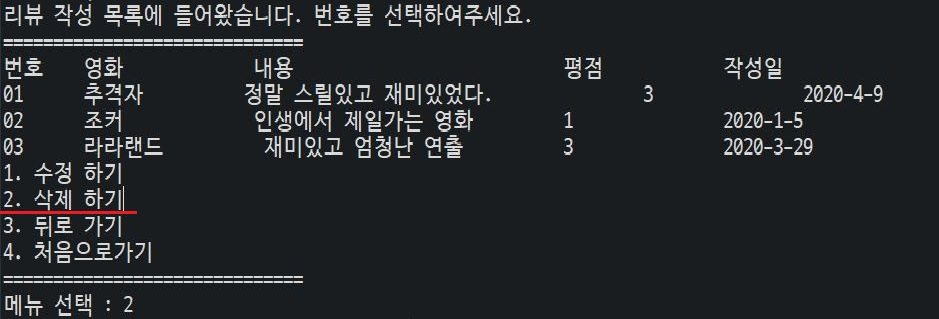 리뷰 작성 목록에 들어왔습니다. 번호를 선택하여주세요.
==============================
번호 영화 내용 평점 작성일
01 추격자 정말 스릴있고 재미있었다. 3 2020-4-9
02 조커 인생에서 제일가는 영화 1 2020-1-5
03 라라랜드 재미있고 엄청난 연출 3 2020-3-29
1. 수정 하기
2. 삭제 하기
3. 뒤로 가기
4. 처음으로가기
==============================
메뉴 선택 : 2